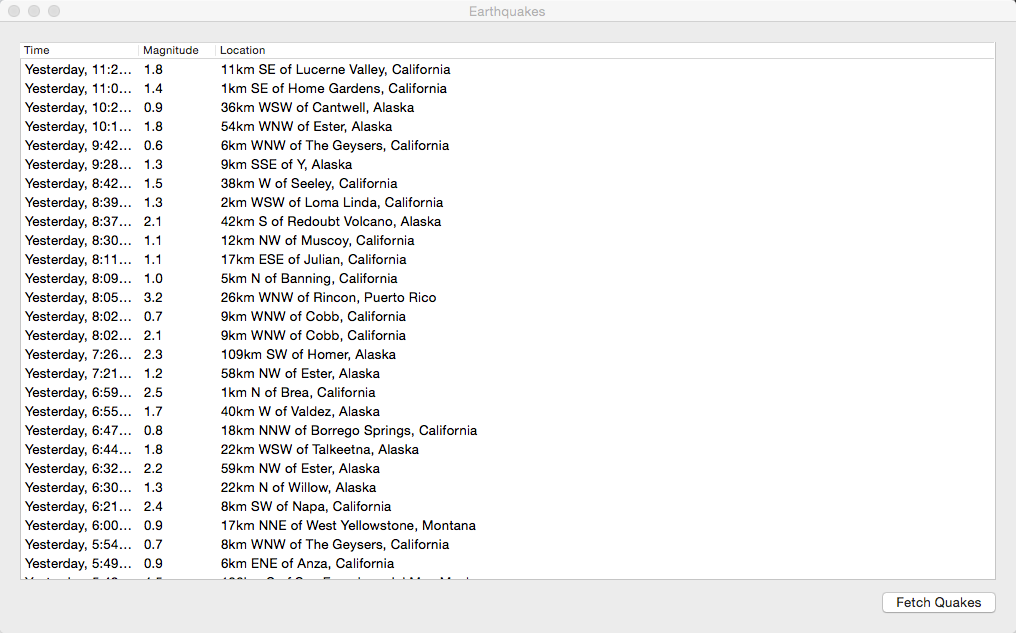 Earthquakes
Time Magnitude Location
Yesterday, 11:2... 1.8 11km SE of Lucerne Valley, California
Yesterday, 11:0... 1.4 1km SE of Home Gardens, California
Yesterday, 10:2... 0.9 36km WSW of Cantwell, Alaska
Yesterday, 10:1... 1.8 54km WNW of Ester, Alaska
Yesterday, 9:42... 0.6 6km WNW of The Geysers, California
Yesterday, 9:28... 1.3 9km SSE of Y, Alaska
Yesterday, 8:42... 1.5 38km W of Seeley, California
Yesterday, 8:39... 1.3 2km WSW of Loma Linda, California
Yesterday, 8:37... 2.1 42km S of Redoubt Volcano, Alaska
Yesterday, 8:30... 1.1 12km NW of Muscoy, California
Yesterday, 8:11... 1.1 17km ESE of Julian, California
Yesterday, 8:09... 1.0 5km N of Banning, California
Yesterday, 8:05... 3.2 26km WNW of Rincon, Puerto Rico
Yesterday, 8:02... 0.7 9km WNW of Cobb, California
Yesterday, 8:02... 2.1 9km WNW of Cobb, California
Yesterday, 7:26... 2.3 109km SW of Homer, Alaska
Yesterday, 7:21... 1.2 58km NW of Ester, Alaska
Yesterday, 6:59... 2.5 1km N of Brea, California
Yesterday, 6:55... 1.7 40km W of Valdez, Alaska
Yesterday, 6:47... 0.8 18km NNW of Borrego Springs, California
Yesterday, 6:44... 1.8 22km WSW of Talkeetna, Alaska
Yesterday, 6:32... 2.2 59km NW of Ester, Alaska
Yesterday, 6:30... 1.3 22km N of Willow, Alaska
Yesterday, 6:21... 2.4 8km SW of Napa, California
Yesterday, 6:00... 0.9 17km NNE of West Yellowstone, Montana
Yesterday, 5:54... 0.7 8km WNW of The Geysers, California
Yesterday, 5:49... 0.9 6km ENE of Anza, California
Fetch Quakes